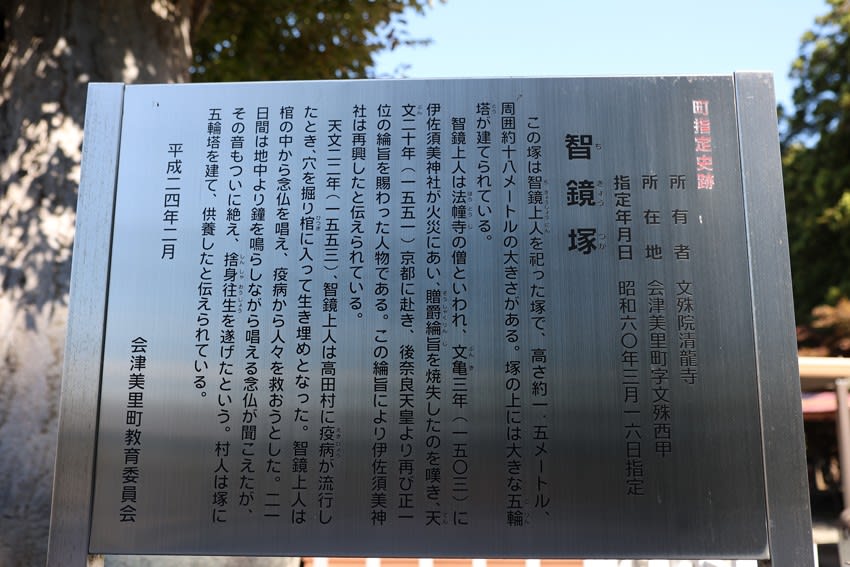 町指定史跡
所有者 文殊院清龍寺
所在地 会津美里町字文殊西甲
指定年月日 昭和六〇年三月一六日指定
智鏡塚
ち きょう つか
この塚は智鏡上人を祀った塚で、高さ約一．五メートル、
周囲約十八メートルの大きさがある。塚の上には大きな五輪
塔が建てられている。
智鏡上人は法幢寺の僧といわれ、文亀三年（一五〇三）に
伊佐須美神社が火災にあい、贈爵綸旨を焼失したのを嘆き、天
文二十年（一五五一）京都に赴き、後奈良天皇より再び正一
位の綸旨を賜わった人物である。この綸旨により伊佐須美神
社は再興したと伝えられている。
天文二二年（一五五三）、智鏡上人は高田村に疫病が流行し
たとき、穴を掘り棺に入って生き埋めとなった。智鏡上人は
棺の中から念仏を唱え、疫病から人々を救おうとした。二一
日間は地中より鐘を鳴らしながら唱える念仏が聞こえたが、
その音もついに絶え、捨身往生を遂げたという。村人は塚に
五輪塔を建て、供養したと伝えられている。
平成二四年二月
会津美里町教育委員会